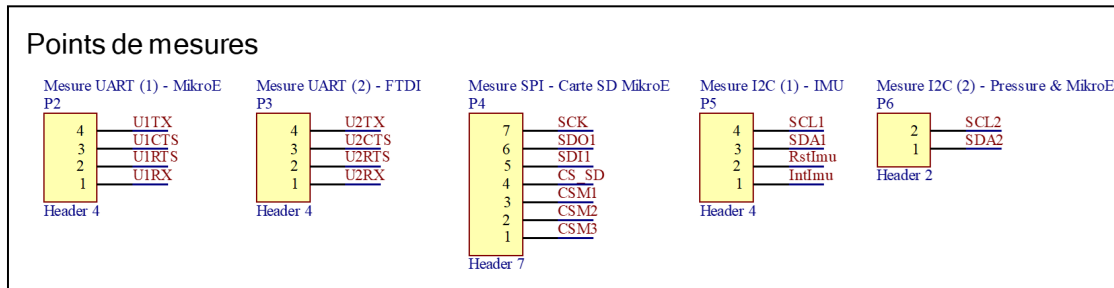 Points de mesures
Mesure UART (1) - MikroE
P2
4 U1TX
3 U1CTS
2 U1RTS
1 U1RX
Header 4
Mesure UART (2) - FTDI
P3
4 U2TX
3 U2CTS
2 U2RTS
1 U2RX
Header 4
Mesure SPI - Carte SD MikroE
P4
7 SCK
6 SDO1
5 SDI1
4 CS_SD
3 CSM1
2 CSM2
1 CSM3
Header 7
Mesure I2C (1) - IMU
P5
4 SCL1
3 SDA1
2 RstImu
1 IntImu
Header 4
Mesure I2C (2) - Pressure & MikroE
P6
2 SCL2
1 SDA2
Header 2